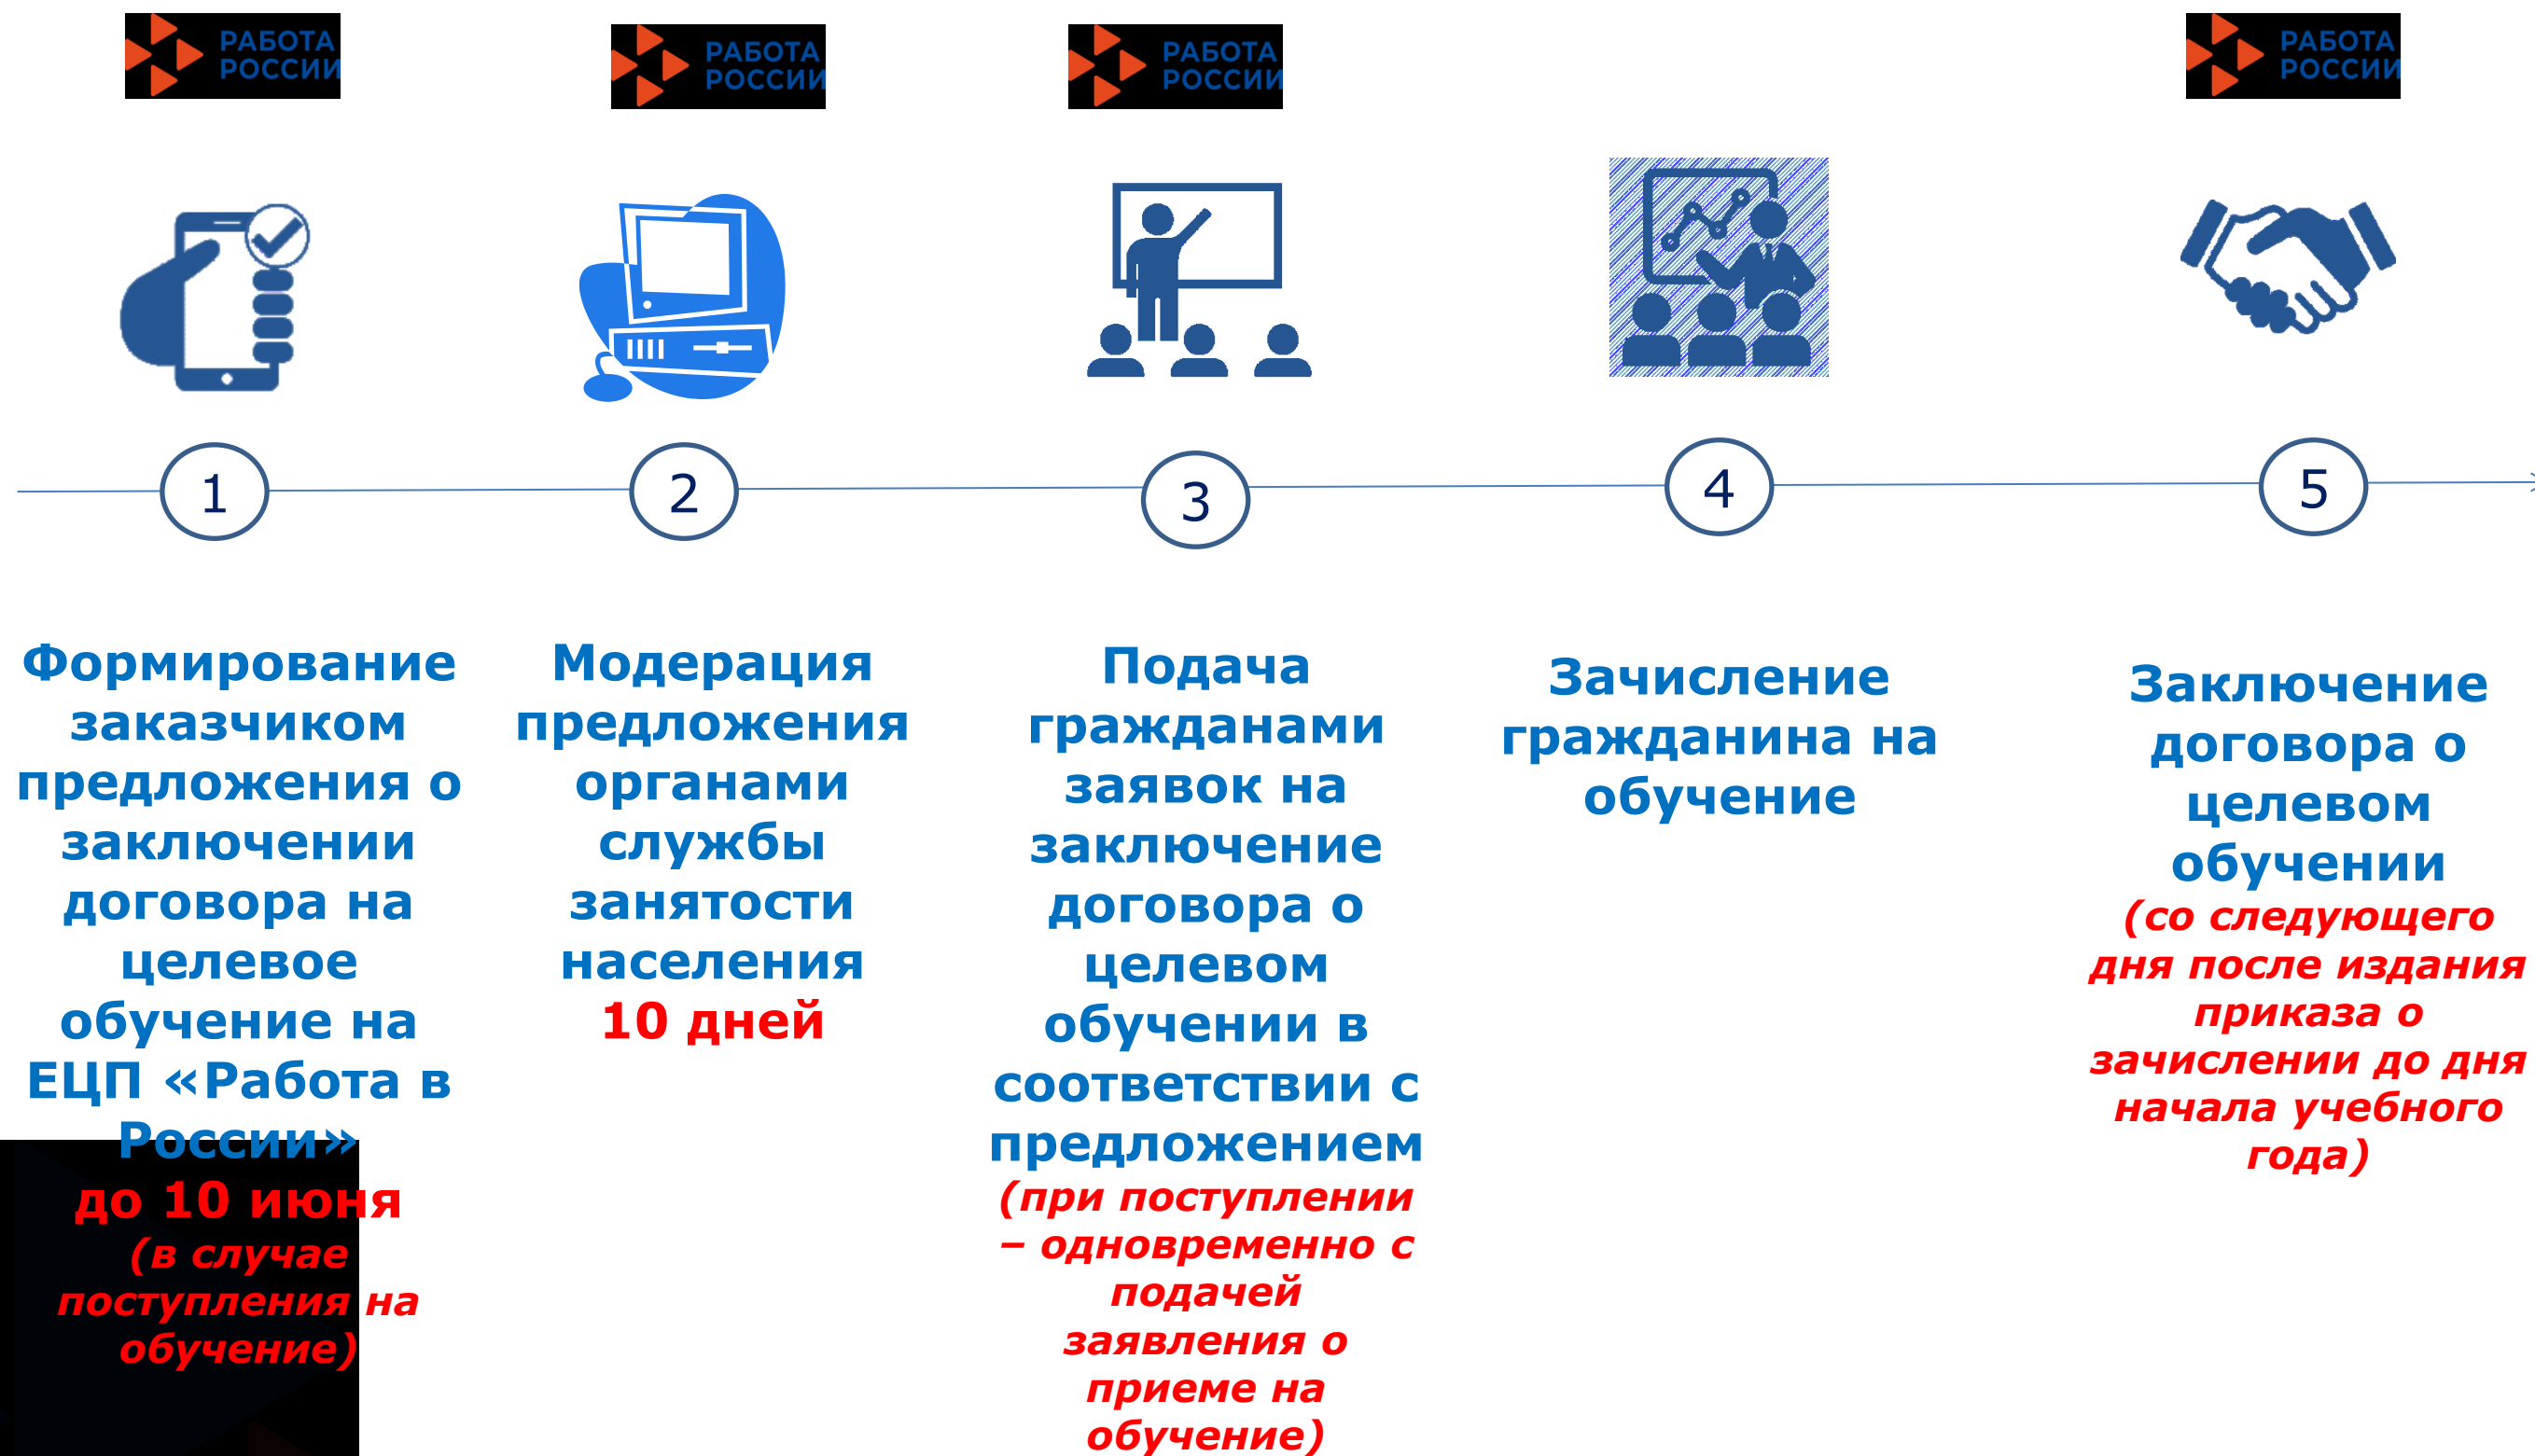 РАБОТА
РОССИИ
РАБОТА
РОССИИ
РАБОТА
РОССИИ
РАБОТА
РОССИИ
1
2
3
4
5
Формирование
заказчиком
предложения о
заключении
договора на
целевое
обучение на
ЕЦП «Работа в
России»
до 10 июня
(в случае
поступления на
обучение)
Модерация
предложения
органами
службы
занятости
населения
10 дней
Подача
гражданами
заявок на
заключение
договора о
целевом
обучении в
соответствии с
предложением
(при поступлении
– одновременно с
подачей
заявления о
приеме на
обучение)
Зачисление
гражданина на
обучение
Заключение
договора о
целевом
обучении
(со следующего
дня после издания
приказа о
зачислении до дня
начала учебного
года)